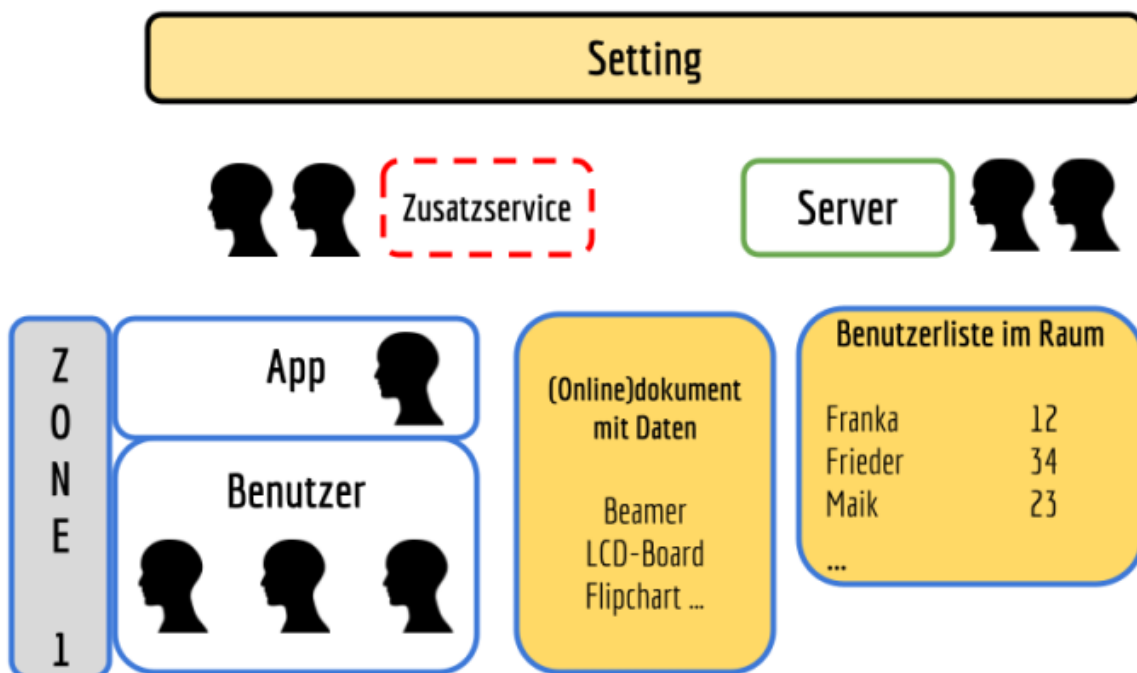 Setting
Zusatzservice
Server
ZONE 1
App
Benutzer
(Online)dokument
mit Daten
Beamer
LCD-Board
Flipchart ...
Benutzerliste im Raum
Franka 12
Frieder 34
Maik 23
...